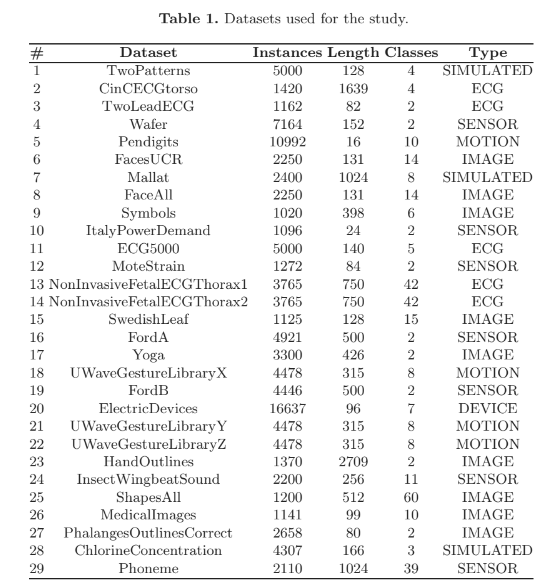 Table 1. Datasets used for the study.
# Dataset Instances Length Classes Type
1 TwoPatterns 5000 128 4 SIMULATED
2 CinCECGtorso 1420 1639 4 ECG
3 TwoLeadECG 1162 82 2 ECG
4 Wafer 7164 152 2 SENSOR
5 Pendigits 10992 16 10 MOTION
6 FacesUCR 2250 131 14 IMAGE
7 Mallat 2400 1024 8 SIMULATED
8 FaceAll 2250 131 14 IMAGE
9 Symbols 1020 398 6 IMAGE
10 ItalyPowerDemand 1096 24 2 SENSOR
11 ECG5000 5000 140 5 ECG
12 MoteStrain 1272 84 2 SENSOR
13 NonInvasiveFetalECGThorax1 3765 750 42 ECG
14 NonInvasiveFetalECGThorax2 3765 750 42 ECG
15 SwedishLeaf 1125 128 15 IMAGE
16 FordA 4921 500 2 SENSOR
17 Yoga 3300 426 2 IMAGE
18 UWaveGestureLibraryX 4478 315 8 MOTION
19 FordB 4446 500 2 SENSOR
20 ElectricDevices 16637 96 7 DEVICE
21 UWaveGestureLibraryY 4478 315 8 MOTION
22 UWaveGestureLibraryZ 4478 315 8 MOTION
23 HandOutlines 1370 2709 2 IMAGE
24 InsectWingbeatSound 2200 256 11 SENSOR
25 ShapesAll 1200 512 60 IMAGE
26 MedicalImages 1141 99 10 IMAGE
27 PhalangesOutlinesCorrect 2658 80 2 IMAGE
28 ChlorineConcentration 4307 166 3 SIMULATED
29 Phoneme 2110 1024 39 SENSOR